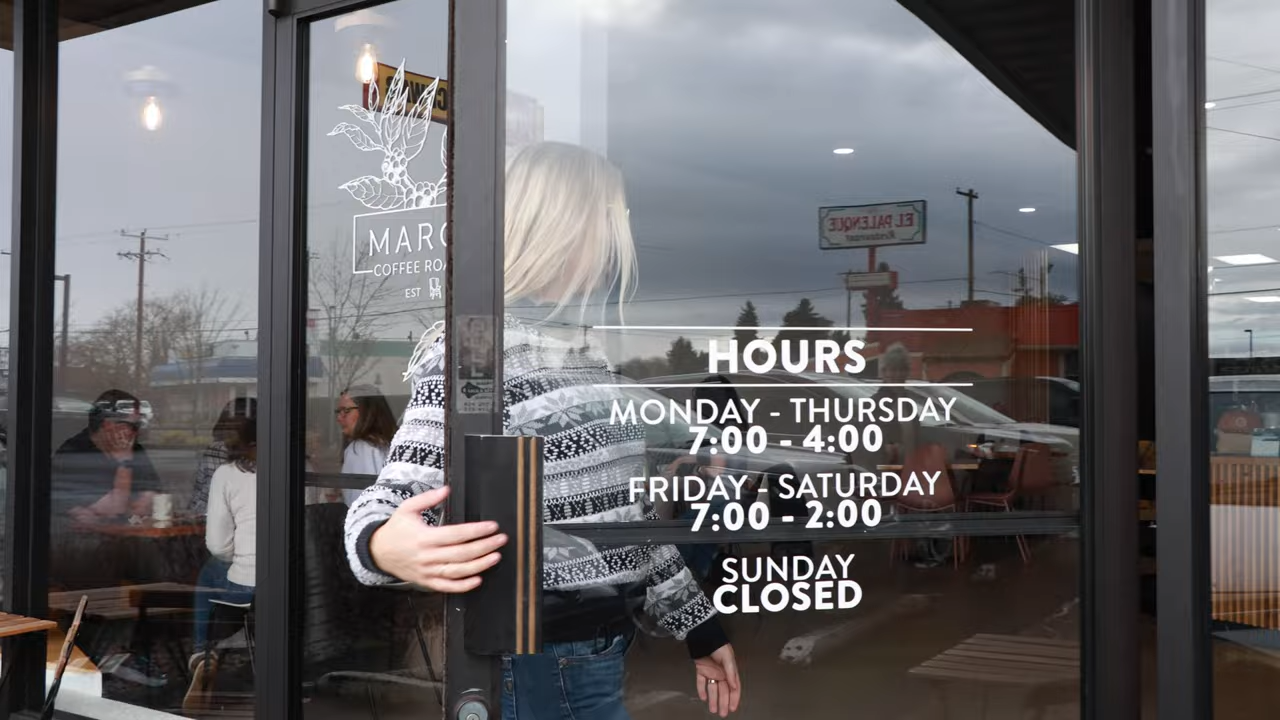 MARC
COFFEE ROA
EST
EL PALENQUE
Restaurant
HOURS
MONDAY - THURSDAY
7:00 - 4:00
FRIDAY - SATURDAY
7:00 - 2:00
SUNDAY
CLOSED